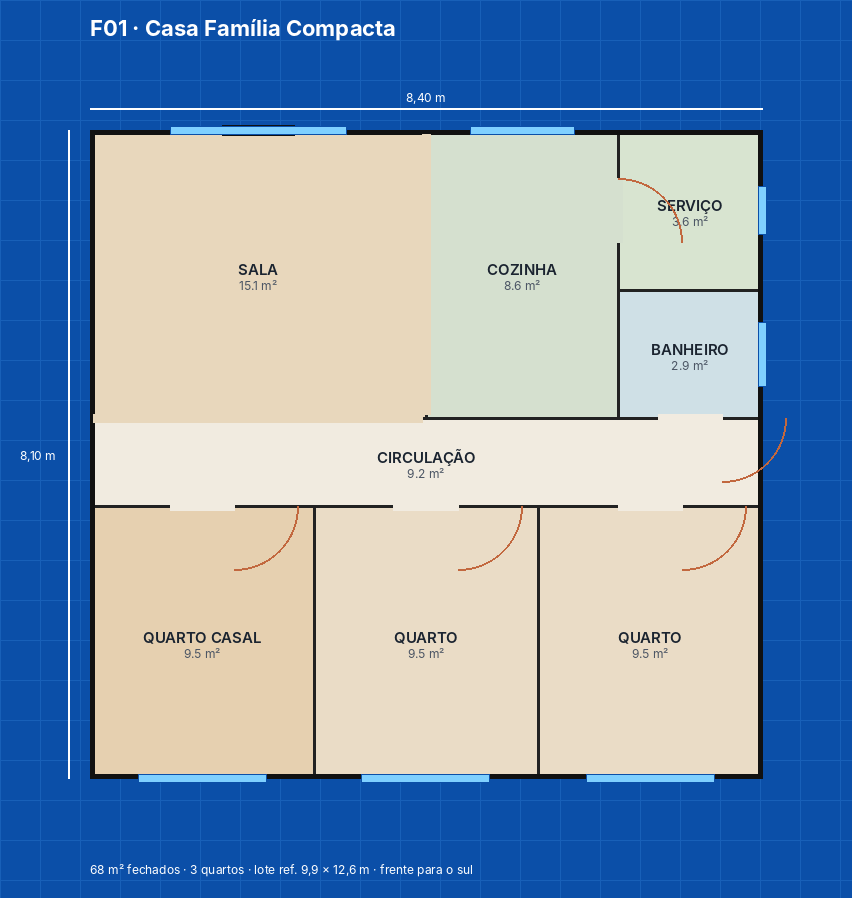 F01 · Casa Família Compacta
8,40 m
SERVIÇO
3.6 m²
SALA
15.1 m²
COZINHA
8.6 m²
BANHEIRO
2.9 m²
8,10 m
CIRCULAÇÃO
9.2 m²
QUARTO CASAL
9.5 m²
QUARTO
9.5 m²
QUARTO
9.5 m²
68 m² fechados · 3 quartos · lote ref. 9,9 × 12,6 m · frente para o sul